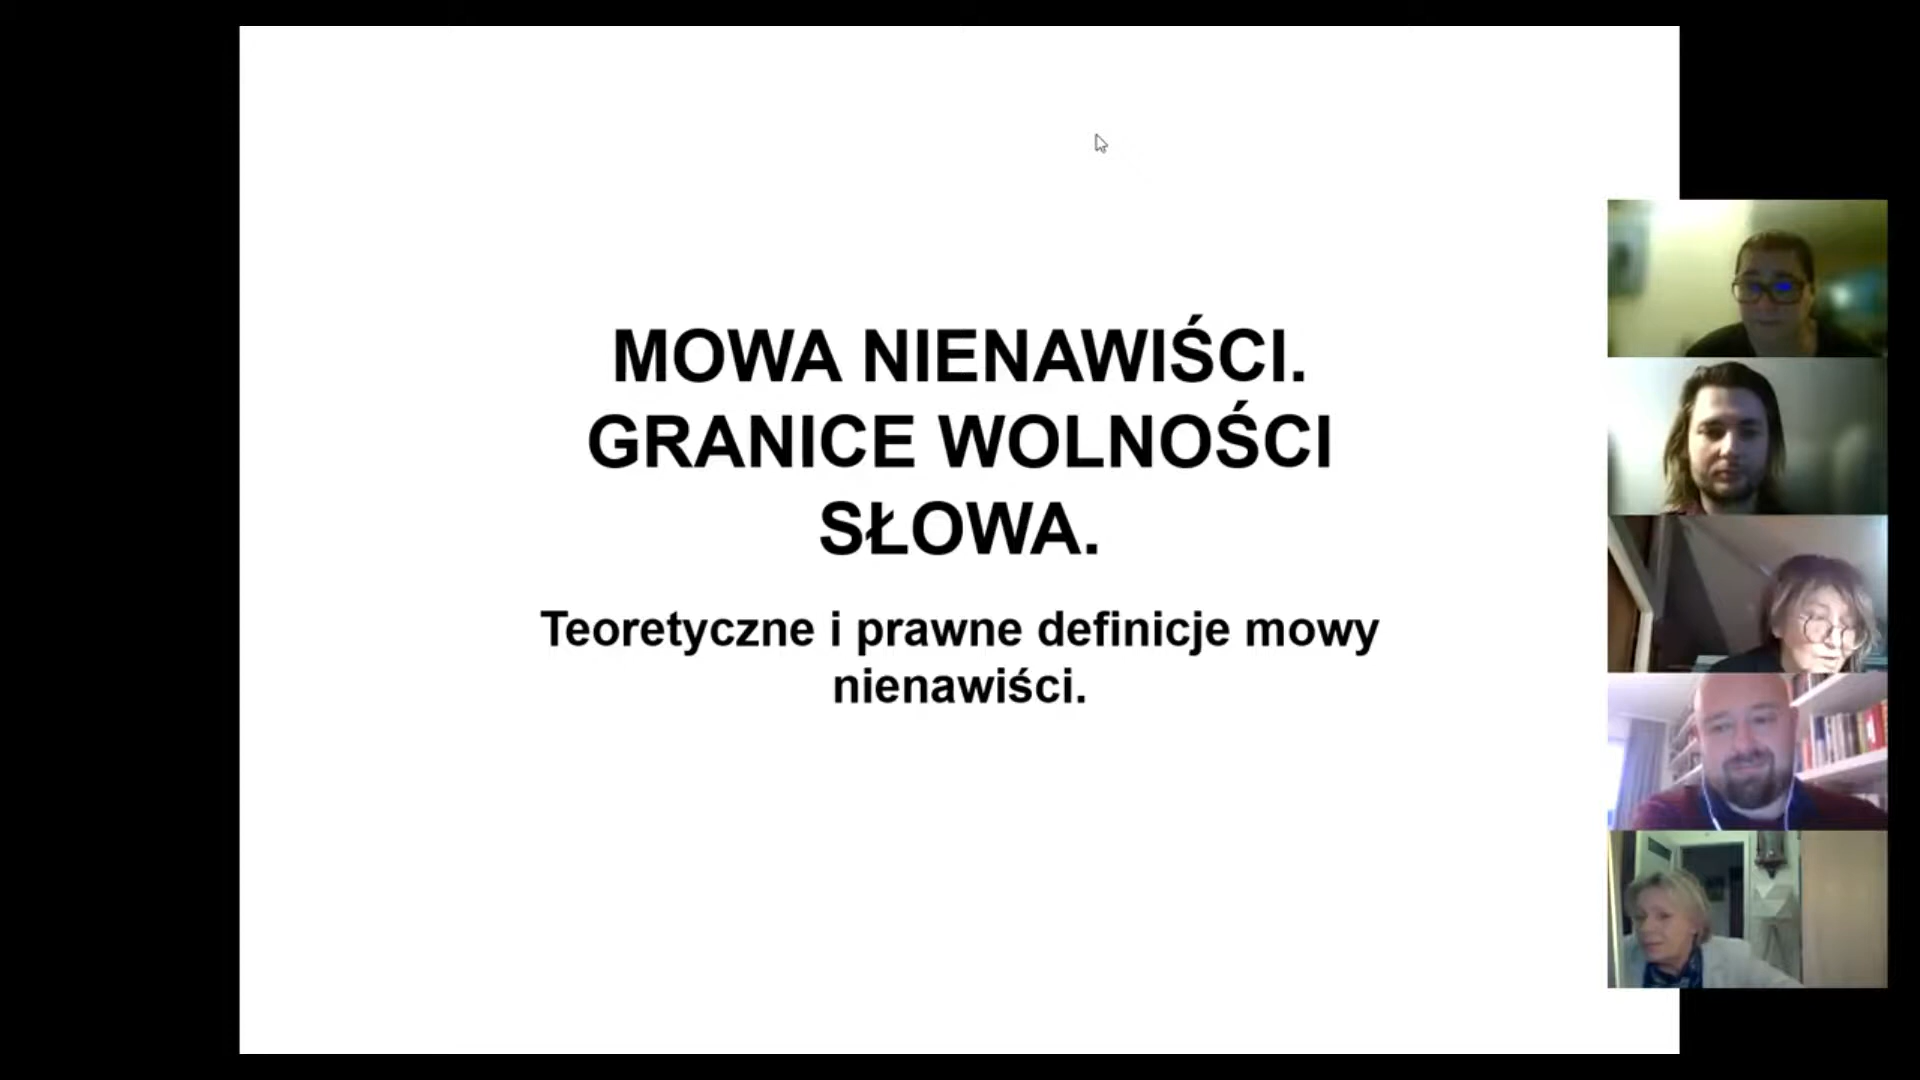 MOWA NIENAWIŚCI.
GRANICE WOLNOŚCI
SŁOWA.
Teoretyczne i prawne definicje mowy
nienawiści.